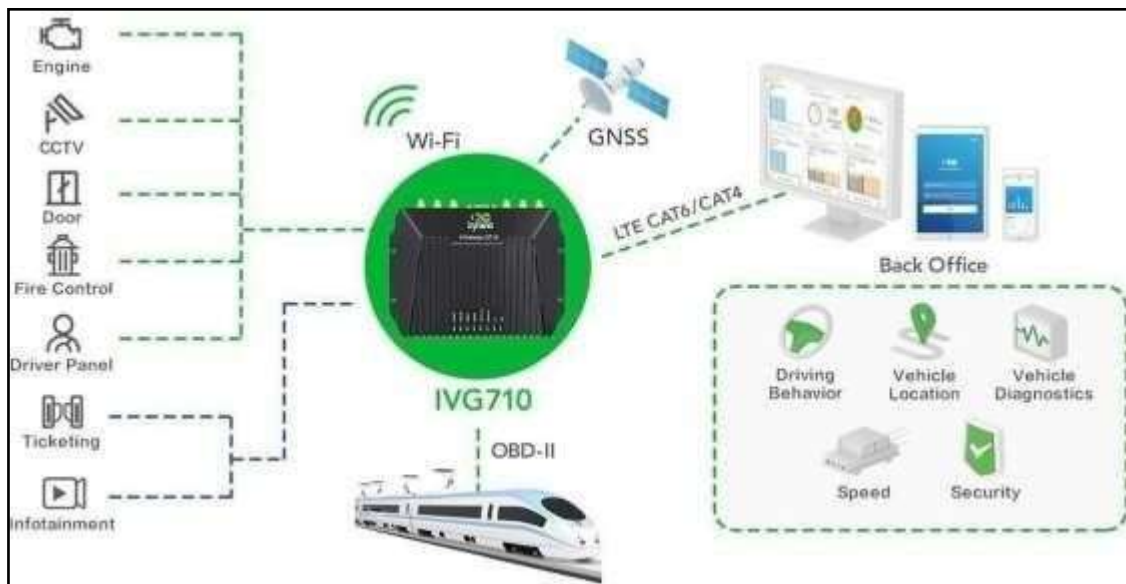 Engine
CCTV
Door
Fire Control
Driver Panel
Ticketing
Infotainment
Wi-Fi
GNSS
IVG710
OBD-II
LTE CAT6/CAT4
Back Office
Driving
Behavior
Vehicle
Location
Vehicle
Diagnostics
Speed
Security